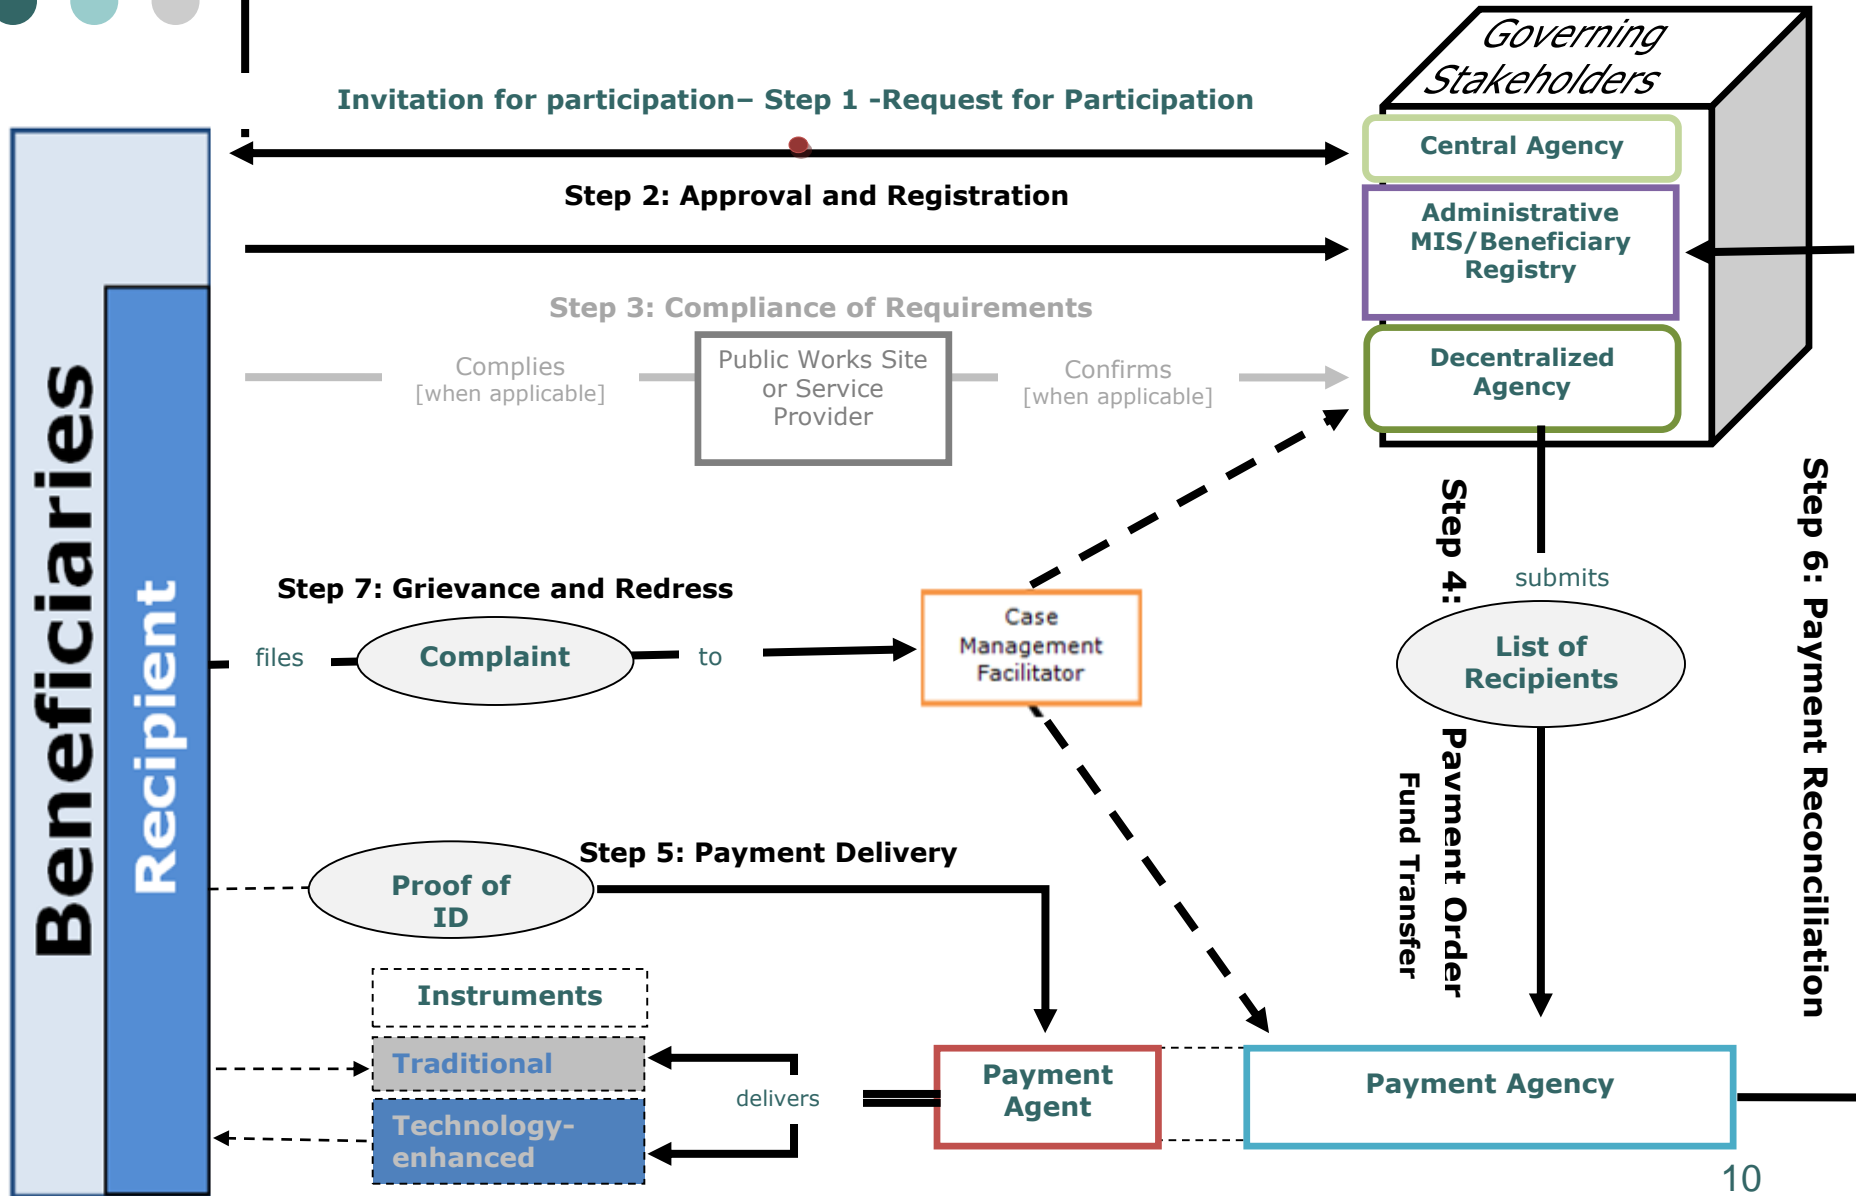 Governing
Stakeholders
Invitation for participation– Step 1 -Request for Participation
Central Agency
Step 2: Approval and Registration
Administrative
MIS/Beneficiary
Registry
Step 3: Compliance of Requirements
Complies
[when applicable]
Public Works Site
or Service
Provider
Confirms
[when applicable]
Decentralized
Agency
Beneficiaries
Recipient
Step 4:
Payment Order
Fund Transfer
submits
List of
Recipients
Step 6: Payment Reconciliation
Step 7: Grievance and Redress
files
Complaint
to
Case
Management
Facilitator
Step 5: Payment Delivery
Proof of
ID
Instruments
Traditional
Technology-
enhanced
delivers
Payment
Agent
Payment Agency
10